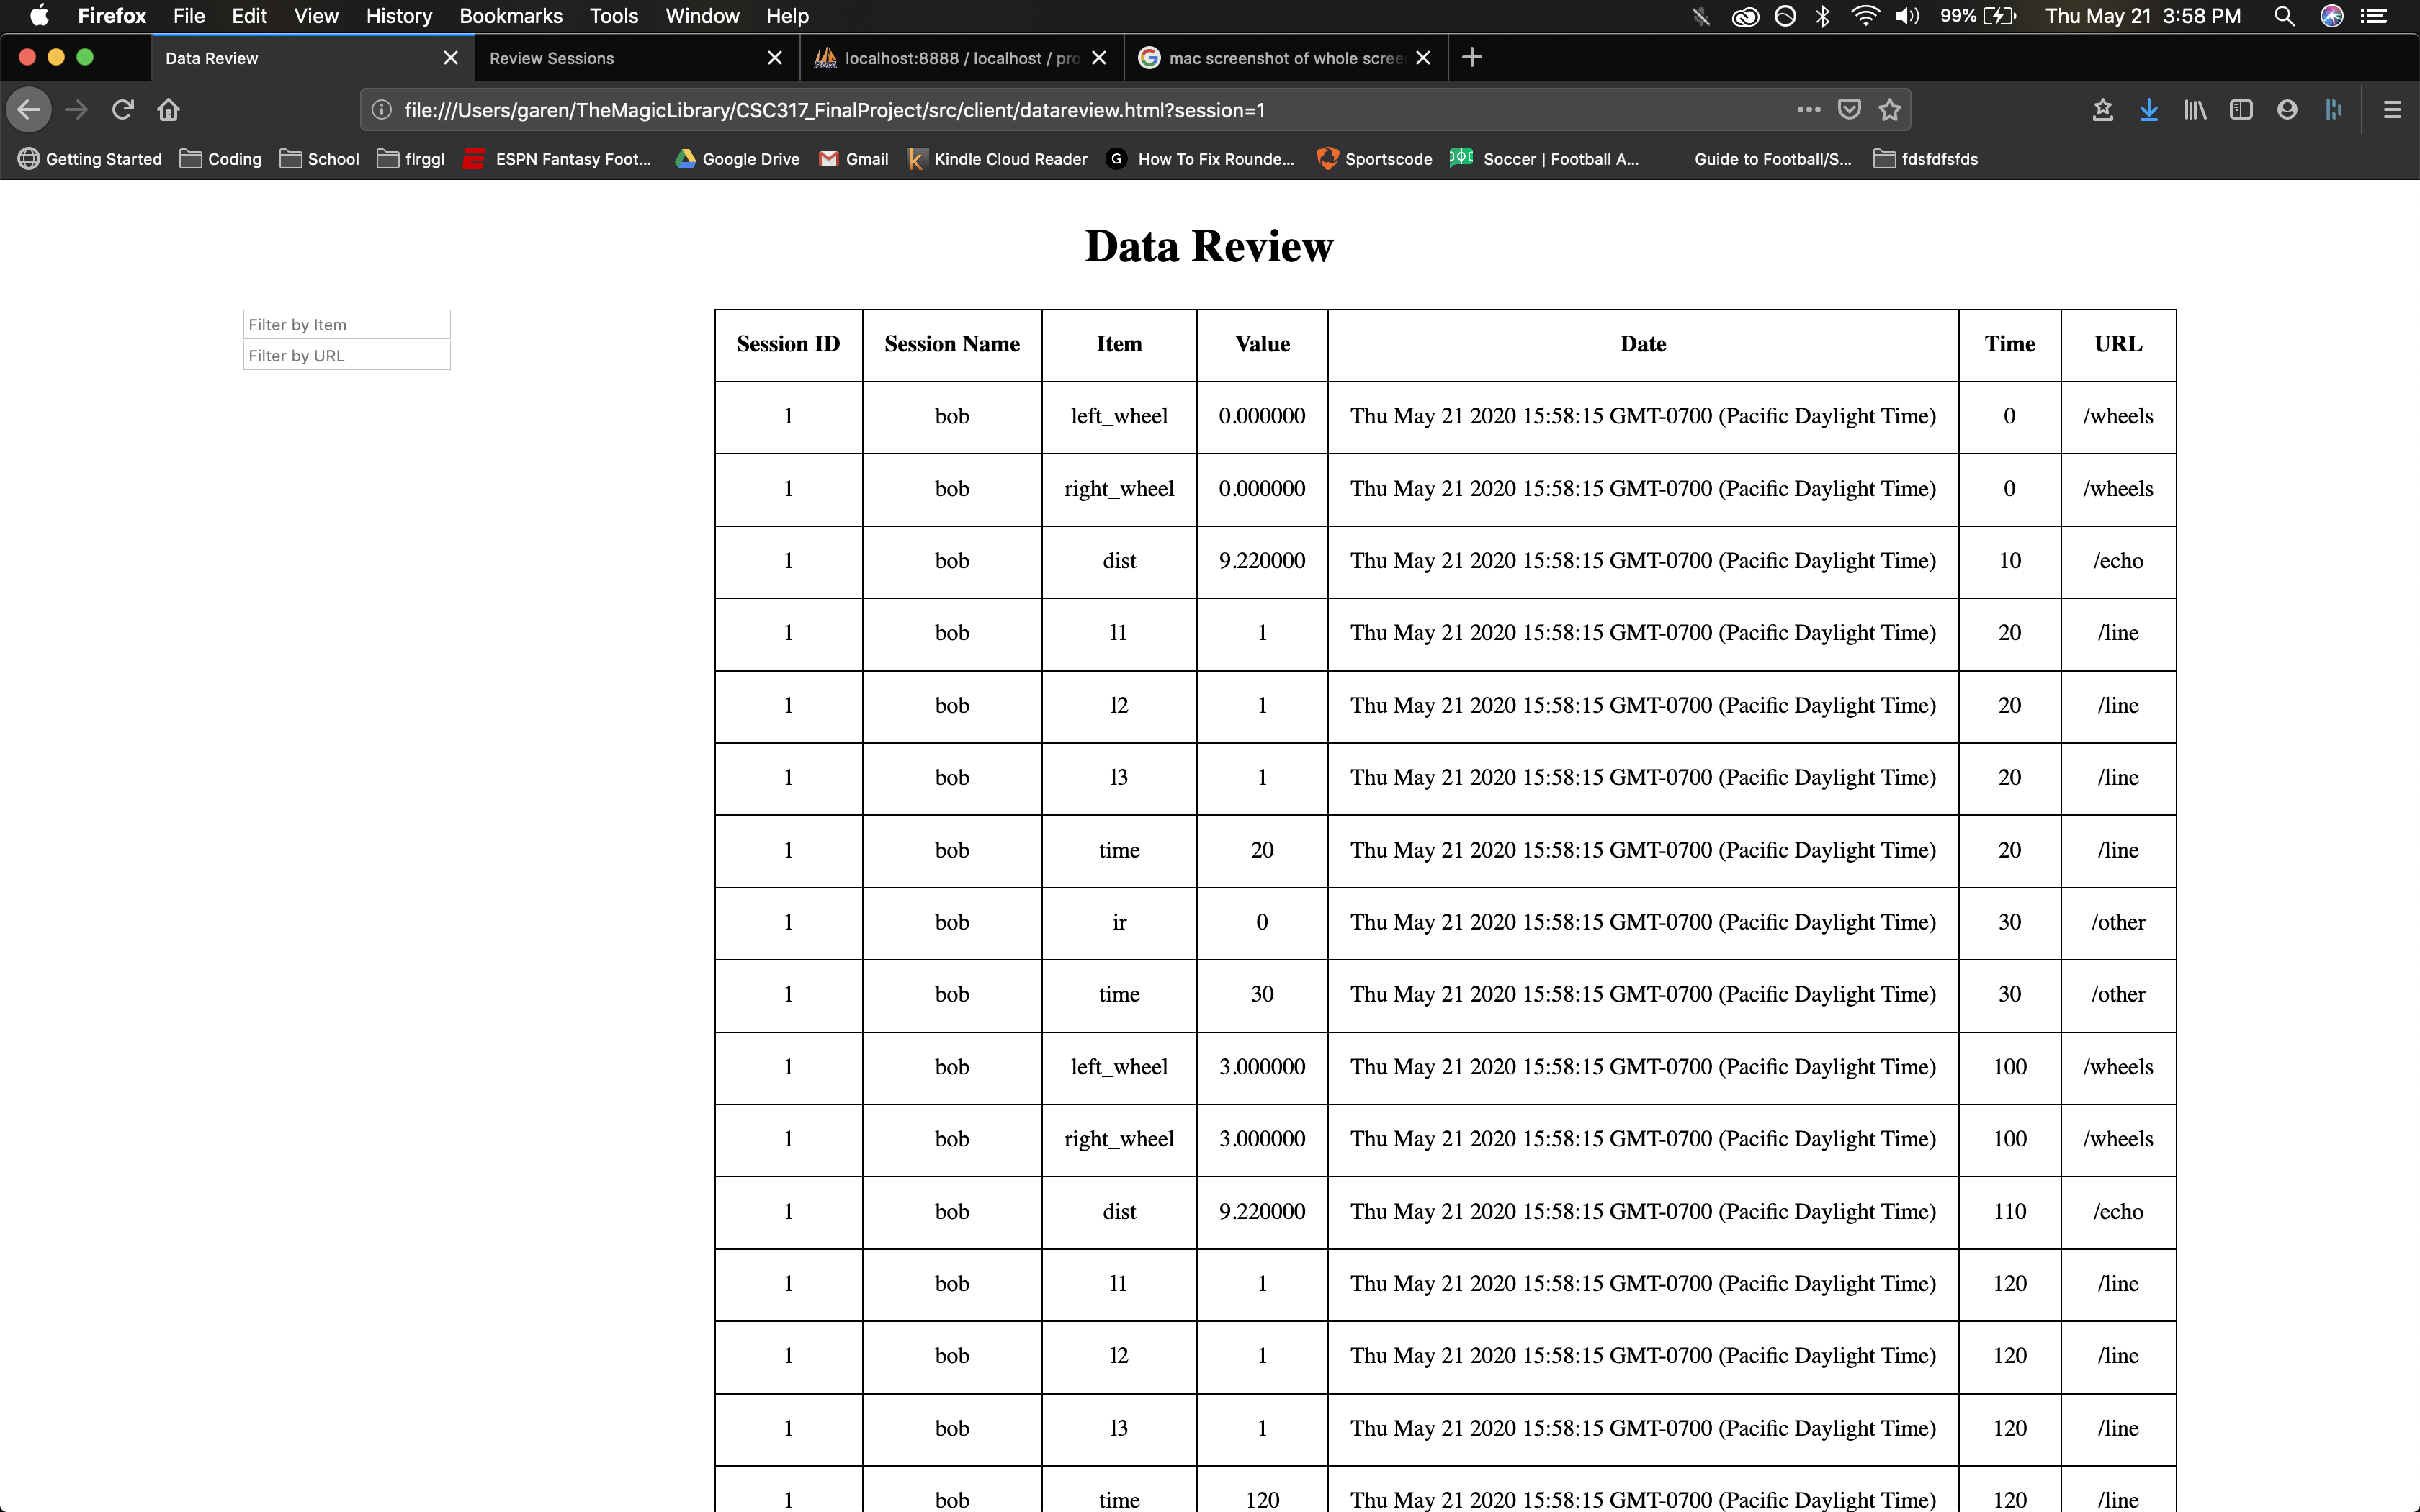 Firefox File Edit View History Bookmarks Tools Window Help 99% Thu May 21 3:58 PM
Data Review Review Sessions localhost:8888 / localhost / pro mac screenshot of whole scree
file:///Users/garen/TheMagicLibrary/CSC317_FinalProject/src/client/datareview.html?session=1
Getting Started Coding School flrggl ESPN Fantasy Foot... Google Drive Gmail Kindle Cloud Reader How To Fix Rounde... Sportscode Soccer | Football A... Guide to Football/S... fdsfdfsfds
Data Review
Filter by Item
Filter by URL
Session ID Session Name Item Value Date Time URL
1 bob left_wheel 0.000000 Thu May 21 2020 15:58:15 GMT-0700 (Pacific Daylight Time) 0 /wheels
1 bob right_wheel 0.000000 Thu May 21 2020 15:58:15 GMT-0700 (Pacific Daylight Time) 0 /wheels
1 bob dist 9.220000 Thu May 21 2020 15:58:15 GMT-0700 (Pacific Daylight Time) 10 /echo
1 bob l1 1 Thu May 21 2020 15:58:15 GMT-0700 (Pacific Daylight Time) 20 /line
1 bob l2 1 Thu May 21 2020 15:58:15 GMT-0700 (Pacific Daylight Time) 20 /line
1 bob l3 1 Thu May 21 2020 15:58:15 GMT-0700 (Pacific Daylight Time) 20 /line
1 bob time 20 Thu May 21 2020 15:58:15 GMT-0700 (Pacific Daylight Time) 20 /line
1 bob ir 0 Thu May 21 2020 15:58:15 GMT-0700 (Pacific Daylight Time) 30 /other
1 bob time 30 Thu May 21 2020 15:58:15 GMT-0700 (Pacific Daylight Time) 30 /other
1 bob left_wheel 3.000000 Thu May 21 2020 15:58:15 GMT-0700 (Pacific Daylight Time) 100 /wheels
1 bob right_wheel 3.000000 Thu May 21 2020 15:58:15 GMT-0700 (Pacific Daylight Time) 100 /wheels
1 bob dist 9.220000 Thu May 21 2020 15:58:15 GMT-0700 (Pacific Daylight Time) 110 /echo
1 bob l1 1 Thu May 21 2020 15:58:15 GMT-0700 (Pacific Daylight Time) 120 /line
1 bob l2 1 Thu May 21 2020 15:58:15 GMT-0700 (Pacific Daylight Time) 120 /line
1 bob l3 1 Thu May 21 2020 15:58:15 GMT-0700 (Pacific Daylight Time) 120 /line
1 bob time 120 Thu May 21 2020 15:58:15 GMT-0700 (Pacific Daylight Time) 120 /line